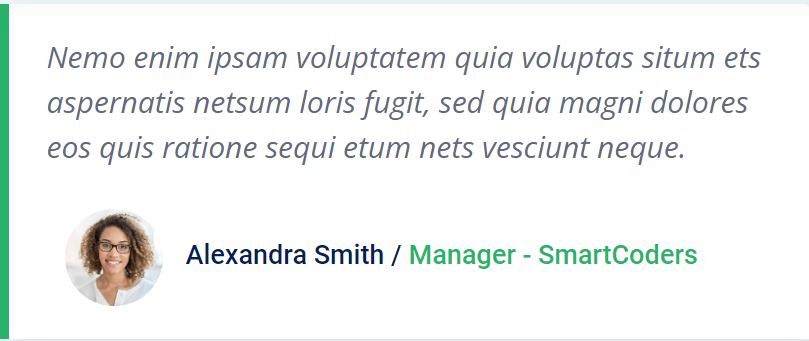 Nemo enim ipsam voluptatem quia voluptas situm ets
aspernatis netsum loris fugit, sed quia magni dolores
eos quis ratione sequi etum nets vesciunt neque.
Alexandra Smith / Manager - SmartCoders